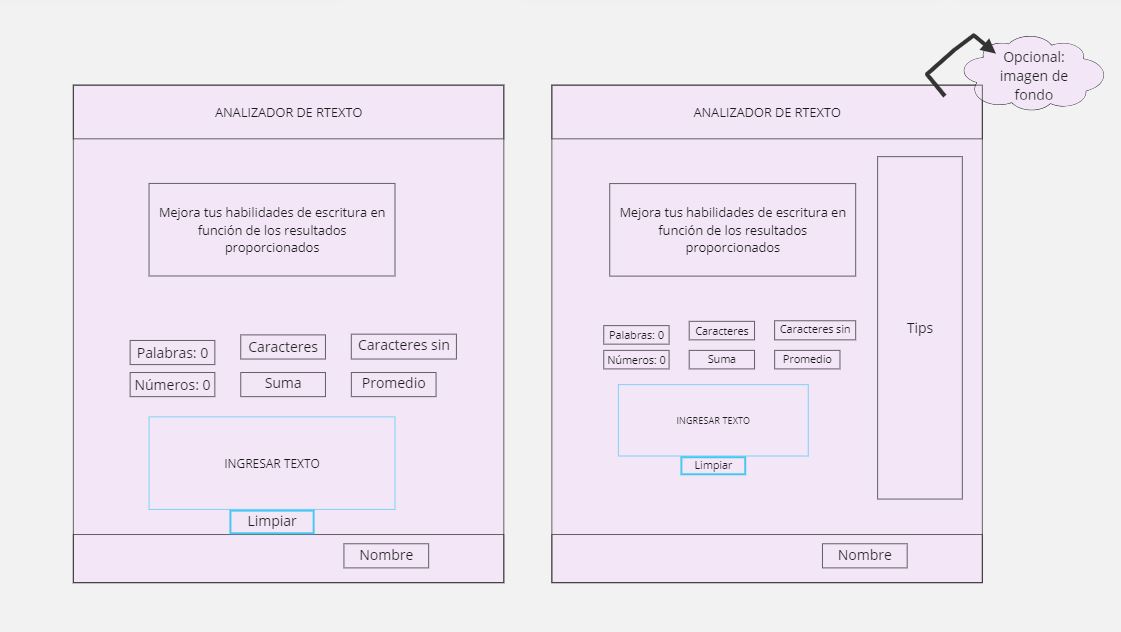 ANALIZADOR DE RTEXTO
Mejora tus habilidades de escritura en
función de los resultados
proporcionados
Palabras: 0
Caracteres
Caracteres sin
Números: 0
Suma
Promedio
INGRESAR TEXTO
Limpiar
Nombre
Opcional:
imagen de
fondo
ANALIZADOR DE RTEXTO
Mejora tus habilidades de escritura en
función de los resultados
proporcionados
Tips
Palabras: 0
Caracteres
Caracteres sin
Números: 0
Suma
Promedio
INGRESAR TEXTO
Limpiar
Nombre